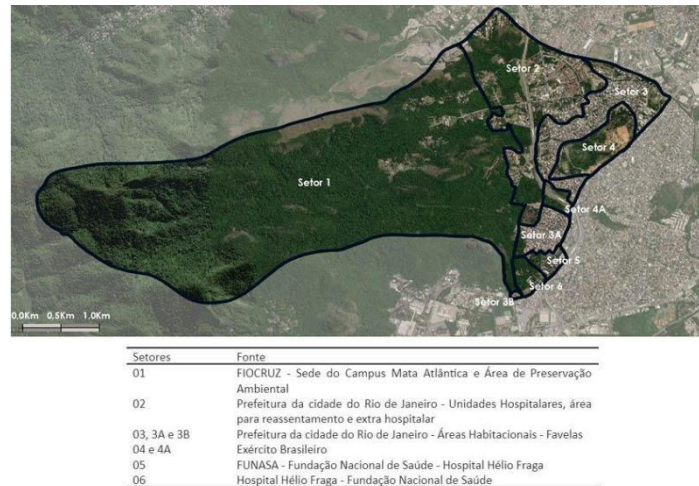 Setor 2
Setor 3
Setor 4
Setor 1
Setor 4A
Setor 3A
Setor 5
Setor 6
Setor 3B
0.0Km 0.5Km 1.0Km
Setores Fonte
01 FIOCRUZ - Sede do Campus Mata Atlântica e Área de Preservação
Ambiental
02 Prefeitura da cidade do Rio de Janeiro - Unidades Hospitalares, área
para reassentamento e extra hospitalar
03, 3A e 3B Prefeitura da cidade do Rio de Janeiro - Áreas Habitacionais - Favelas
04 e 4A Exército Brasileiro
05 FUNASA - Fundação Nacional de Saúde - Hospital Hélio Fraga
06 Hospital Hélio Fraga - Fundação Nacional de Saúde